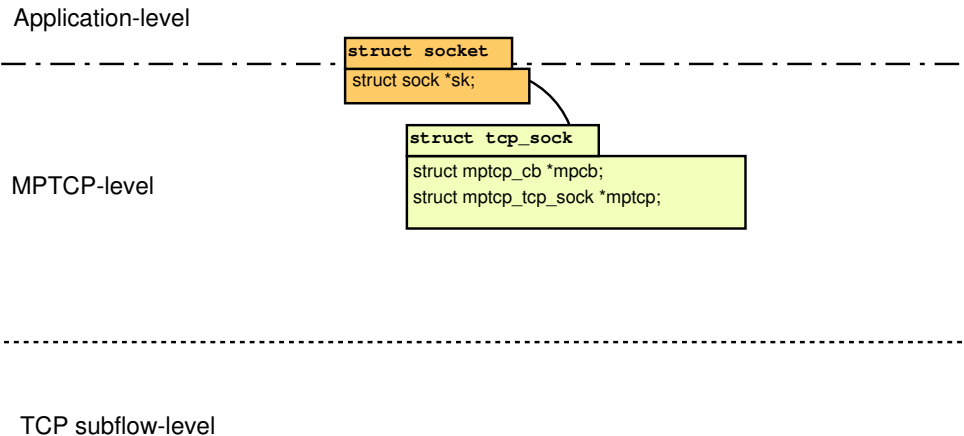 Application-level
struct socket
struct sock *sk;
struct tcp_sock
struct mptcp_cb *mpcb;
MPTCP-level
struct mptcp_tcp_sock *mptcp;
TCP subflow-level